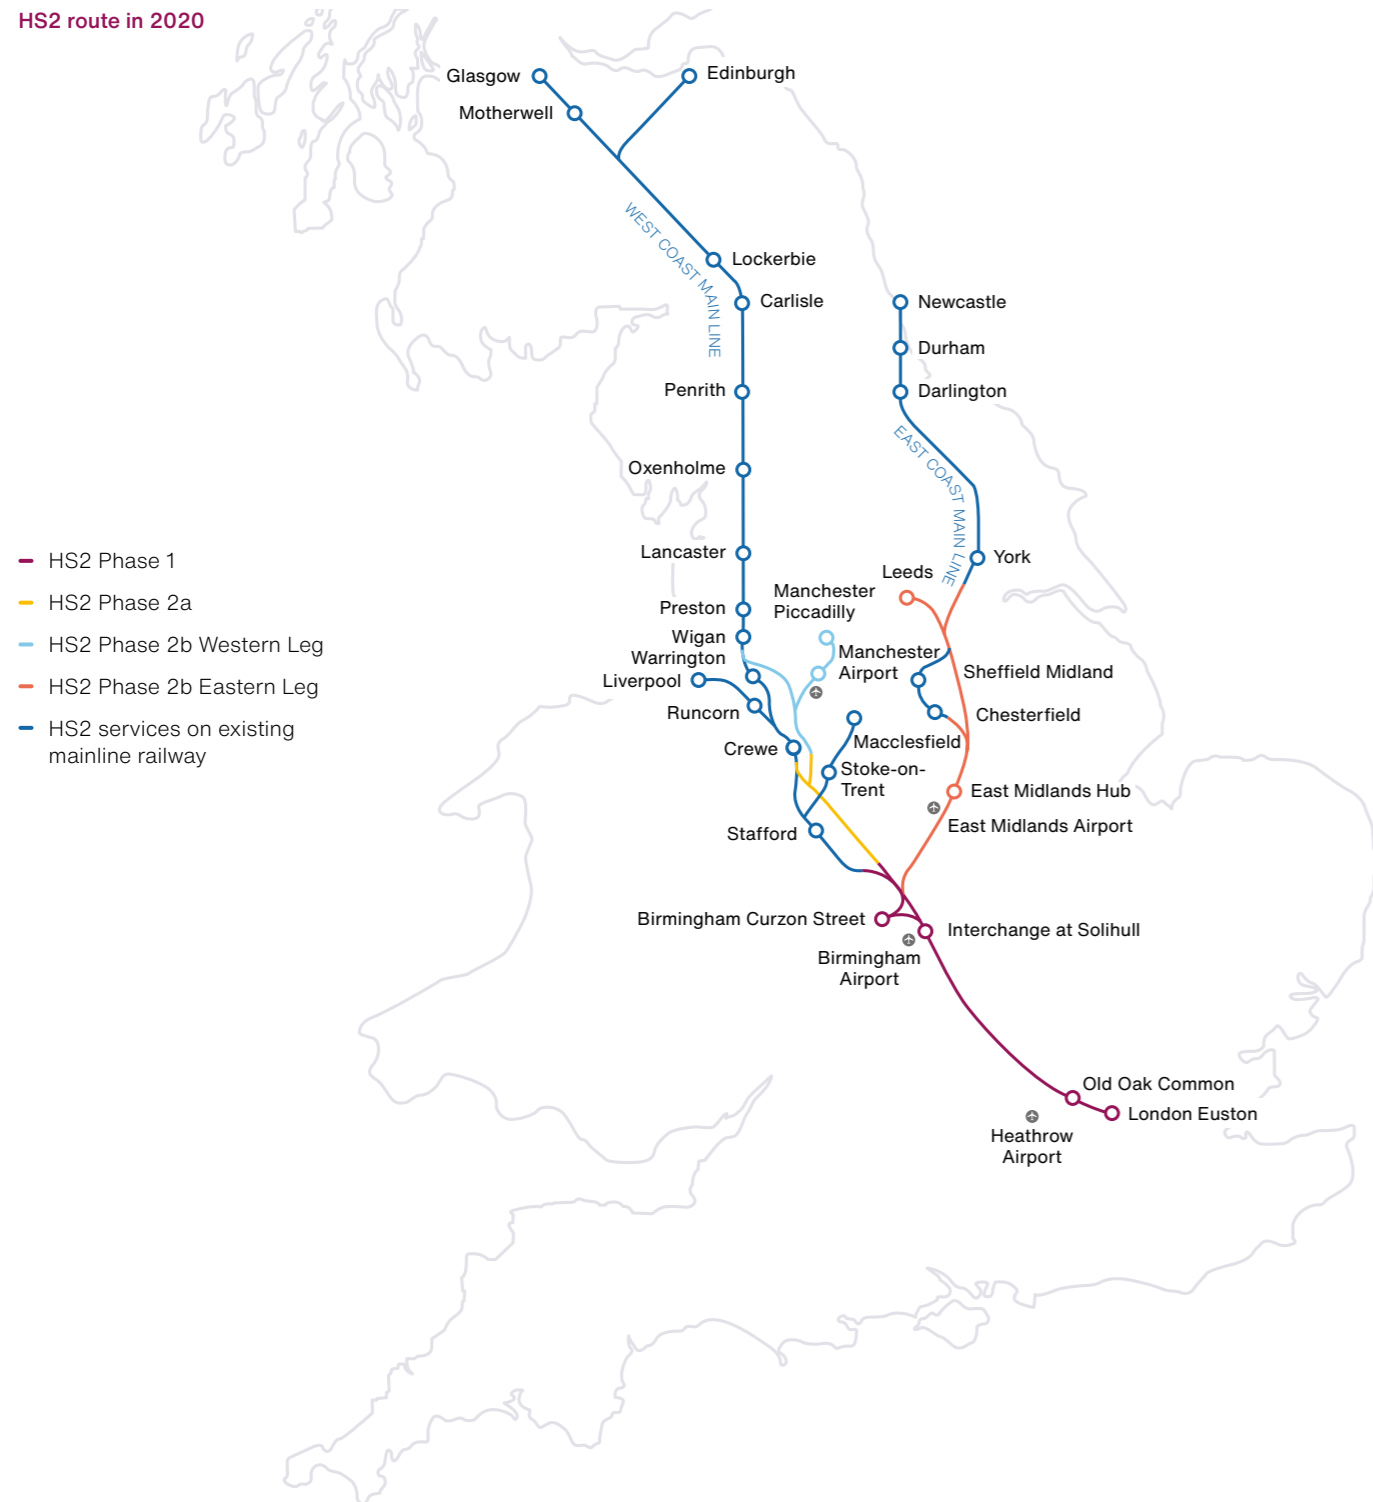 HS2 route in 2020
Glasgow
Edinburgh
Motherwell
WEST COAST MAIN LINE
Lockerbie
Carlisle
Newcastle
Durham
Penrith
Darlington
EAST COAST MAIN LINE
Oxenholme
Lancaster
York
Leeds
Manchester
Piccadilly
Preston
Wigan
Warrington
Manchester
Airport
Liverpool
Sheffield Midland
Runcorn
Chesterfield
Crewe
Macclesfield
Stoke-on-
Trent
East Midlands Hub
Stafford
East Midlands Airport
Birmingham Curzon Street
Interchange at Solihull
Birmingham
Airport
Old Oak Common
London Euston
Heathrow
Airport
HS2 Phase 1
HS2 Phase 2a
HS2 Phase 2b Western Leg
HS2 Phase 2b Eastern Leg
HS2 services on existing
mainline railway